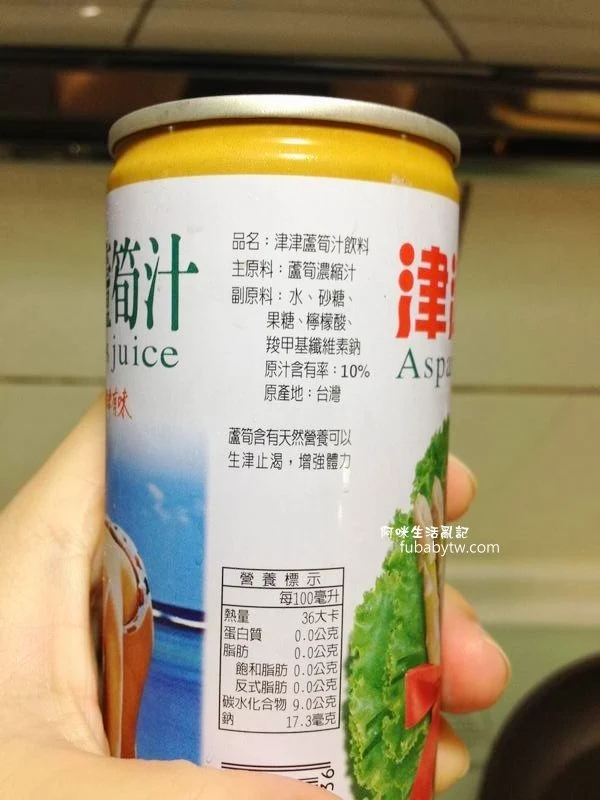 品名：津津蘆筍汁飲料
主原料：蘆筍濃縮汁
副原料：水、砂糖、
果糖、檸檬酸、
羧甲基纖維素鈉
原汁含有率：10%
原產地：台灣
蘆筍含有天然營養可以
生津止渴，增強體力
筍汁
juice
有味
津
Aspa
阿咪生活亂記
fubabytw.com
營養標示
每100毫升
熱量 36大卡
蛋白質 0.0公克
脂肪 0.0公克
飽和脂肪 0.0公克
反式脂肪 0.0公克
碳水化合物 9.0公克
鈉 17.3毫克
36